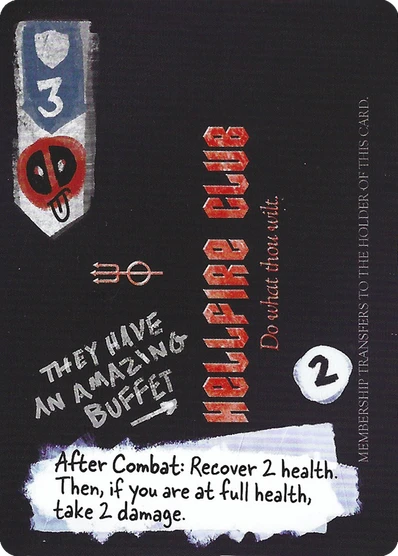 3
HELLFIRE CLUB
Do what thou wilt.
MEMBERSHIP TRANSFERS TO THE HOLDER OF THIS CARD.
THEY HAVE
AN AMAZING
BUFFET
2
After Combat: Recover 2 health.
Then, if you are at full health,
take 2 damage.